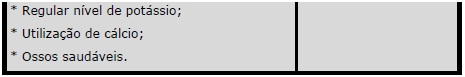 * Regular nível de potássio;
* Utilização de cálcio;
* Ossos saudáveis.